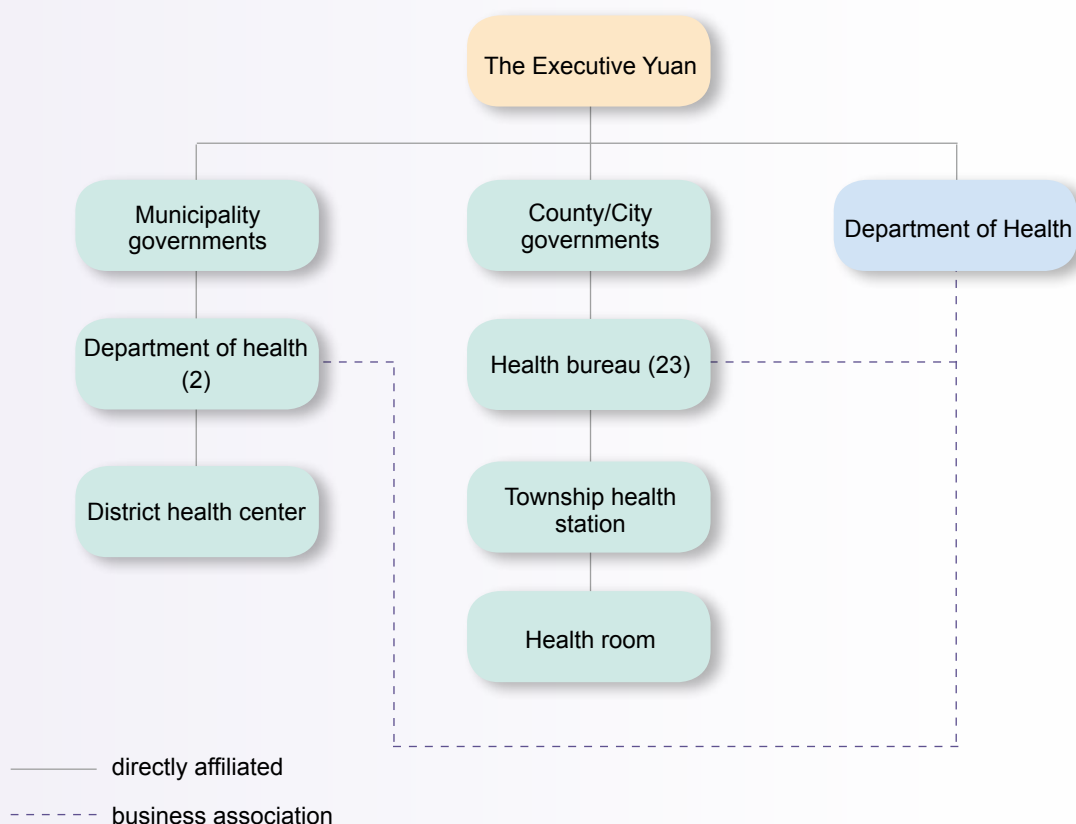 The Executive Yuan
Municipality
governments
County/City
governments
Department of Health
Department of health
(2)
Health bureau (23)
District health center
Township health
station
Health room
directly affiliated
business association